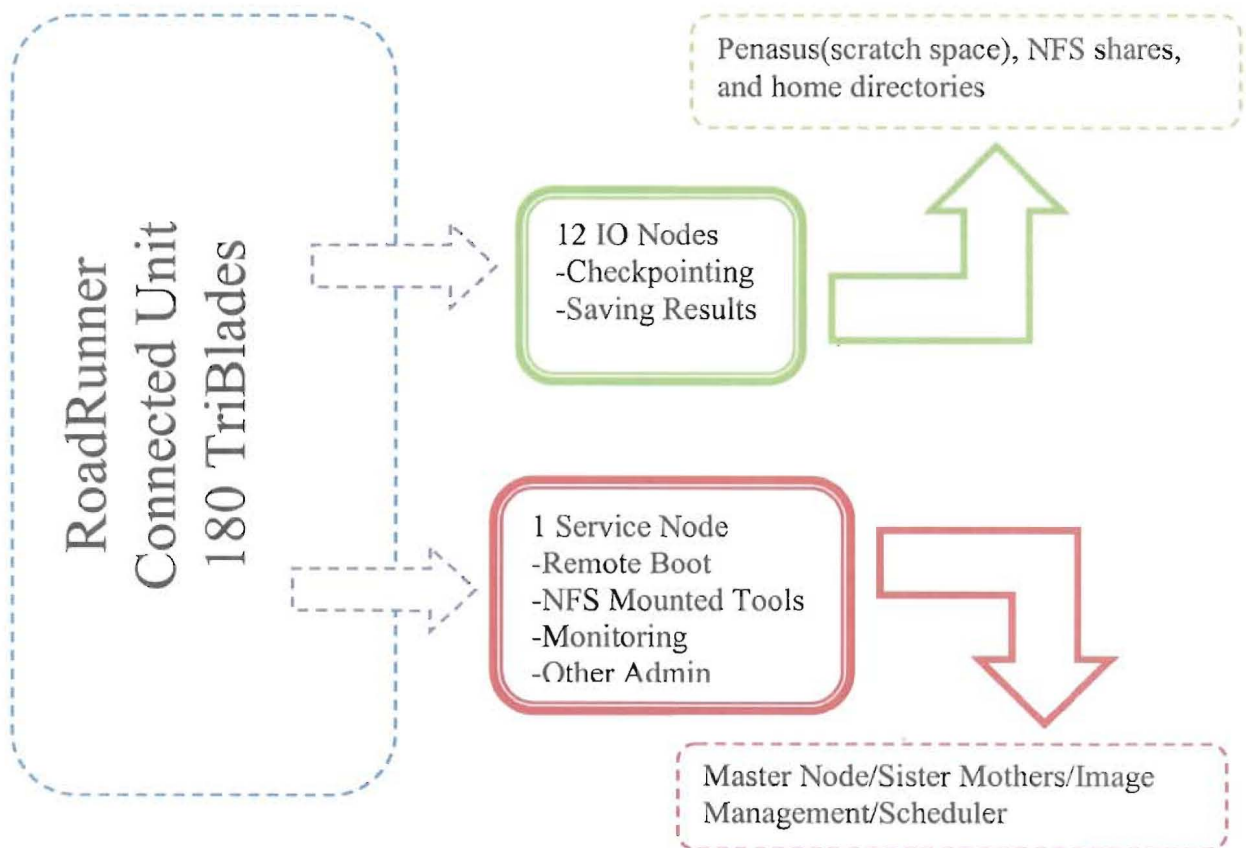 RoadRunner
Connected Unit
180 TriBlades
Penasus(scratch space), NFS shares,
and home directories
12 IO Nodes
-Checkpointing
-Saving Results
1 Service Node
-Remote Boot
-NFS Mounted Tools
-Monitoring
-Other Admin
Master Node/Sister Mothers/Image
Management/Scheduler